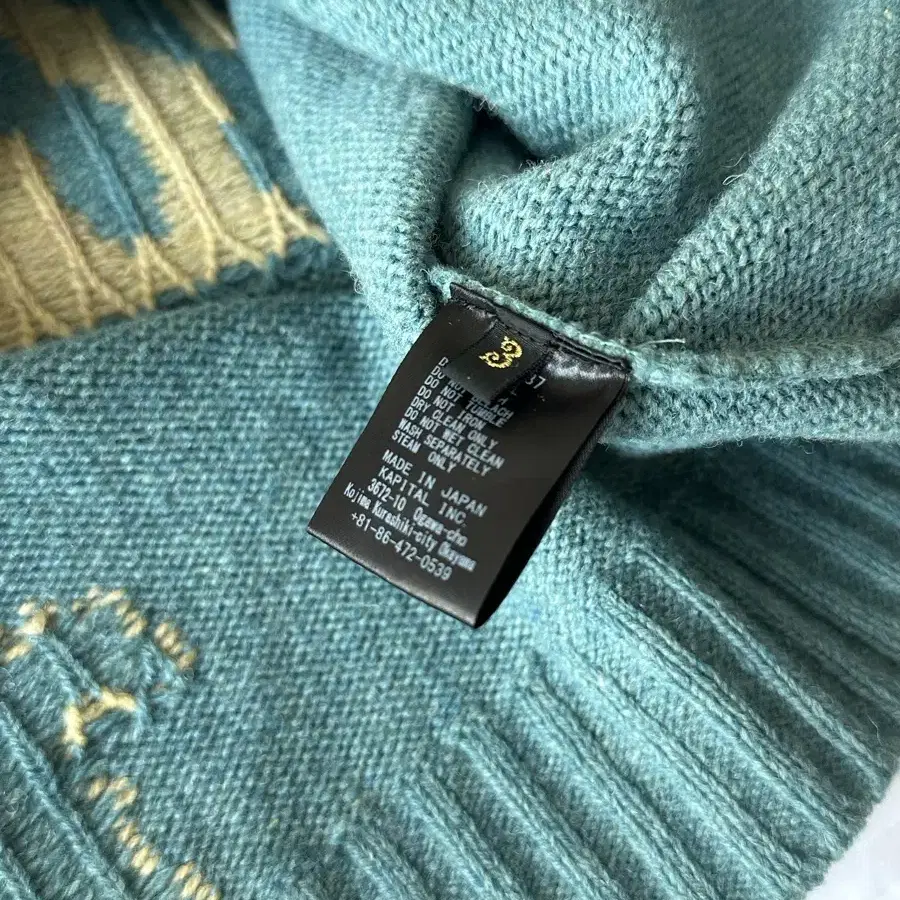 3
37
DO NOT BLEACH
DO NOT TUMBLE
DO NOT IRON
DRY CLEAN ONLY
DO NOT WET CLEAN
WASH SEPARATELY
STEAM ONLY
MADE IN JAPAN
KAPITAL INC.
3672-10 Ogawa-cho
Kojima Kurashiki-city Okayama
+81-86-472-0539